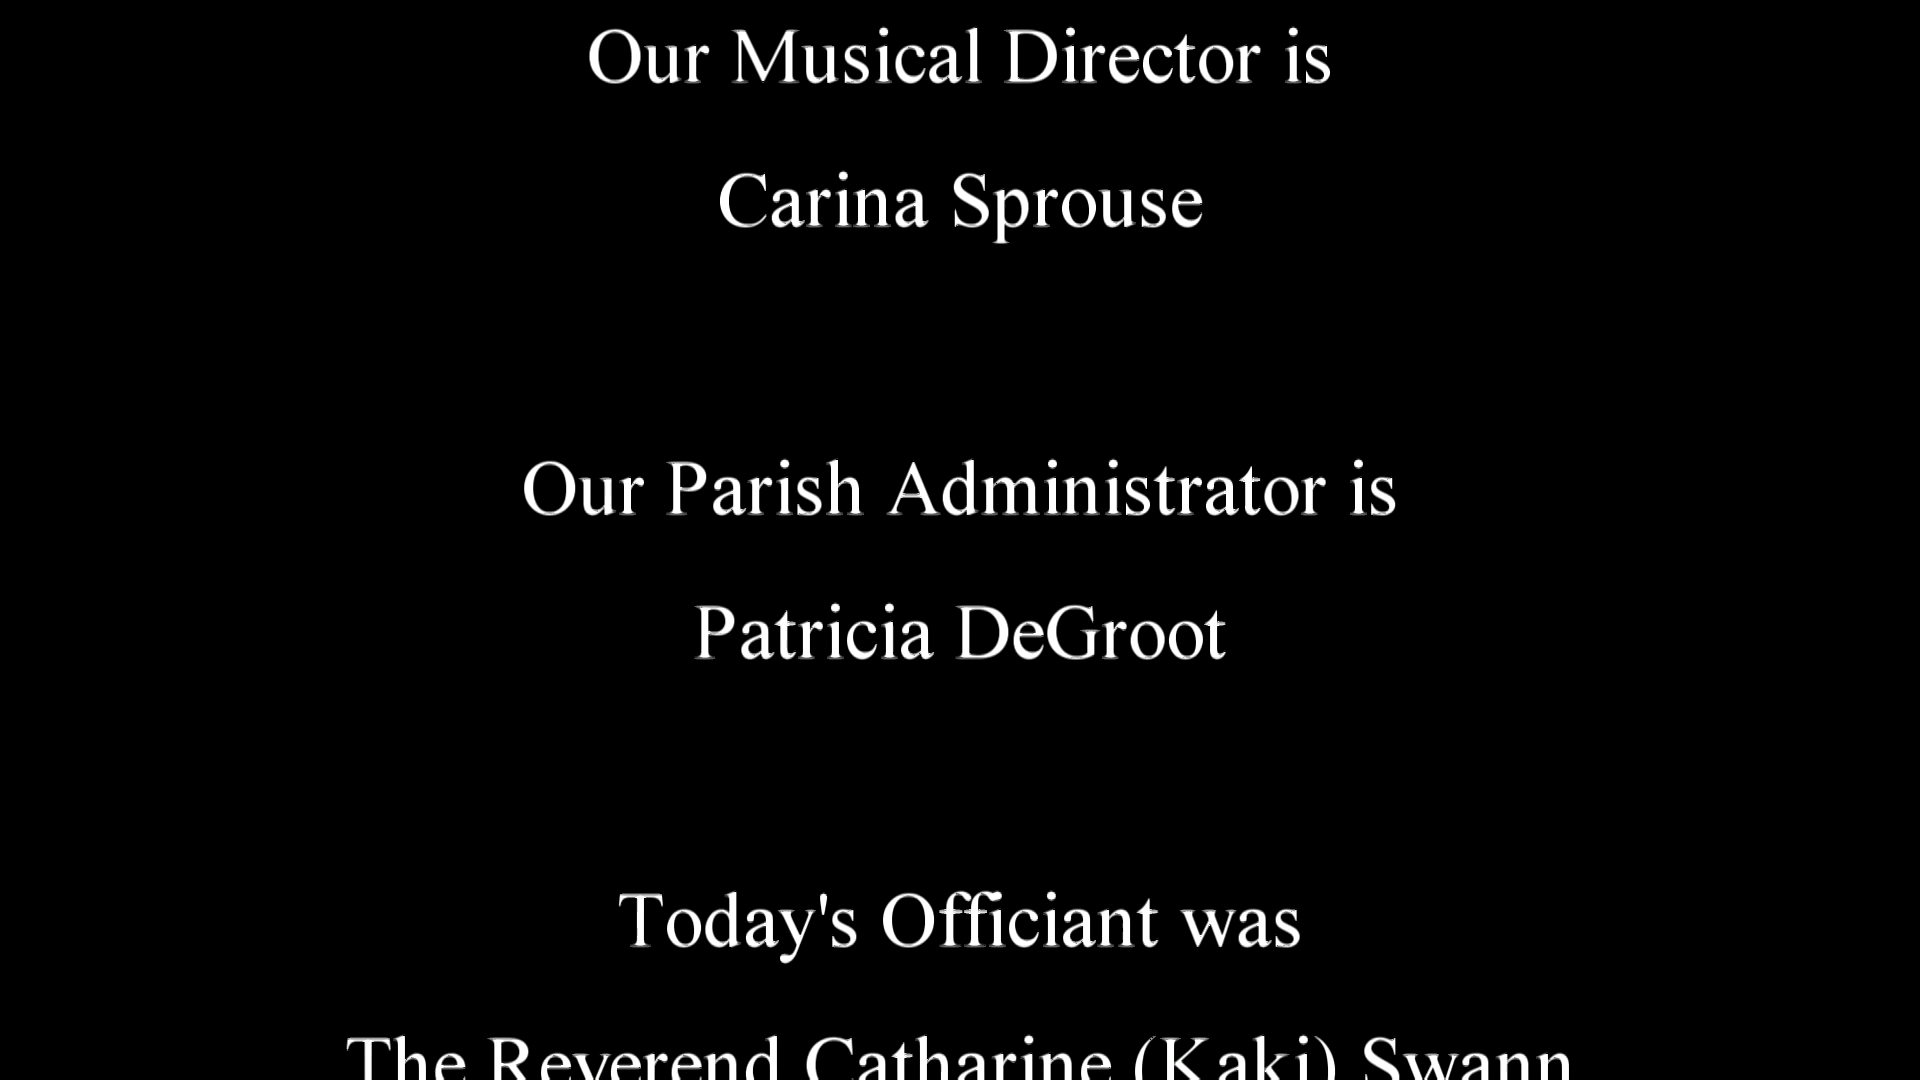 Our Musical Director is
Carina Sprouse
Our Parish Administrator is
Patricia DeGroot
Today's Officiant was
The Reverend Catharine (Kaki) Swann